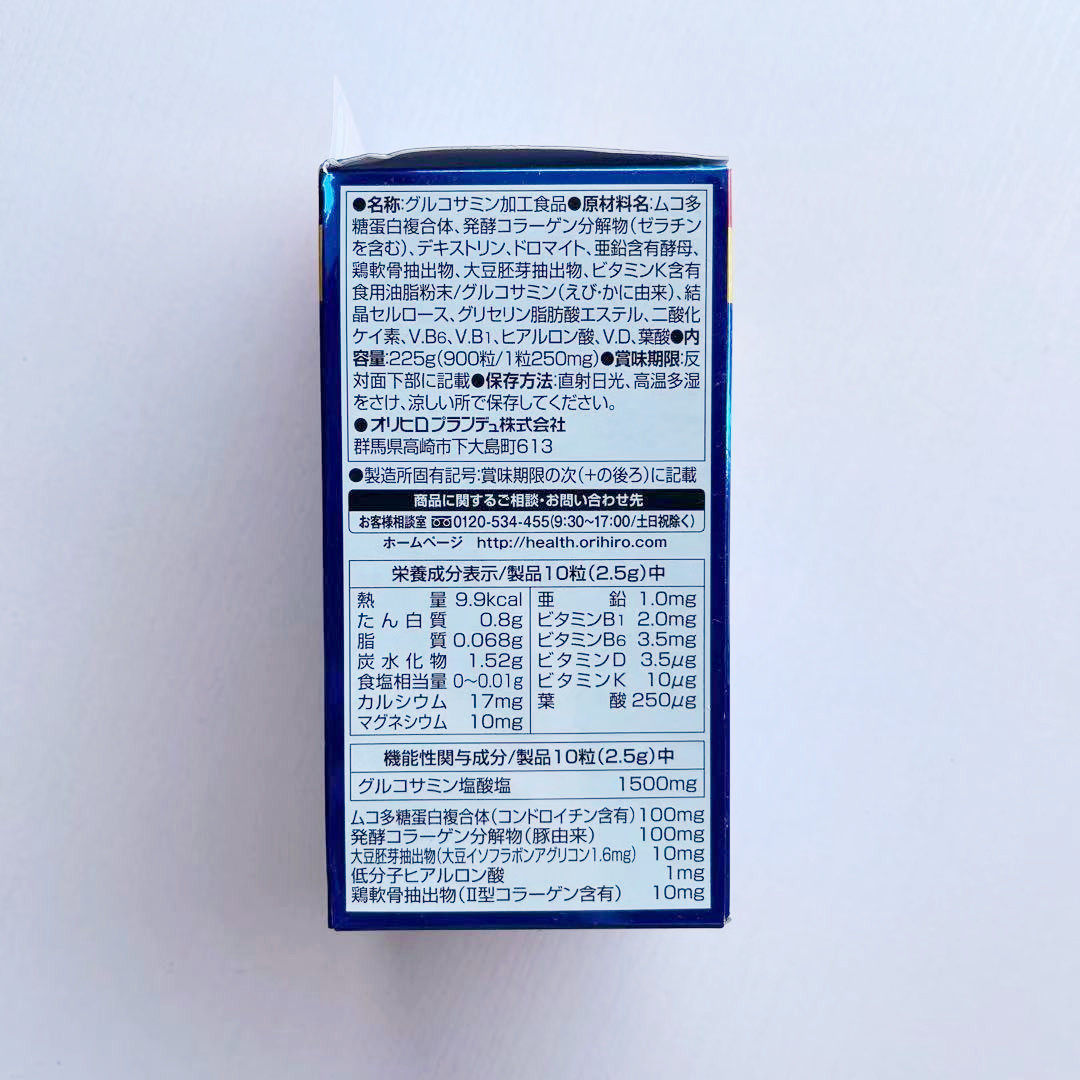 ●名称:グルコサミン加工食品●原材料名:ムコ多
糖蛋白複合体、発酵コラーゲン分解物(ゼラチン
を含む)、デキストリン、ドロマイト、亜鉛含有酵母、
鶏軟骨抽出物、大豆胚芽抽出物、ビタミンK含有
食用油脂粉末/グルコサミン(えび・かに由来)、結
晶セルロース、グリセリン脂肪酸エステル、二酸化
ケイ素、V.B6、V.B1、ヒアルロン酸、V.D、葉酸●内
容量:225g(900粒/1粒250mg)●賞味期限:反
対面下部に記載●保存方法:直射日光、高温多湿
をさけ、涼しい所で保存してください。
●オリヒロプランデュ株式会社
群馬県高崎市下大島町613
●製造所固有記号:賞味期限の次(+の後ろ)に記載
商品に関するご相談・お問い合わせ先
お客様相談室 0120-534-455(9:30~17:00/土日祝除く)
ホームページ http://health.orihiro.com
栄養成分表示/製品10粒(2.5g)中
熱量 9.9kcal 亜鉛 1.0mg
たん白質 0.8g ビタミンB1 2.0mg
脂質 0.068g ビタミンB6 3.5mg
炭水化物 1.52g ビタミンD 3.5μg
食塩相当量 0~0.01g ビタミンK 10μg
カルシウム 17mg 葉酸 250μg
マグネシウム 10mg
機能性関与成分/製品10粒(2.5g)中
グルコサミン塩酸塩 1500mg
ムコ多糖蛋白複合体(コンドロイチン含有) 100mg
発酵コラーゲン分解物(豚由来) 100mg
大豆胚芽抽出物(大豆イソフラボンアグリコン1.6mg) 10mg
低分子ヒアルロン酸 1mg
鶏軟骨抽出物(II型コラーゲン含有) 10mg